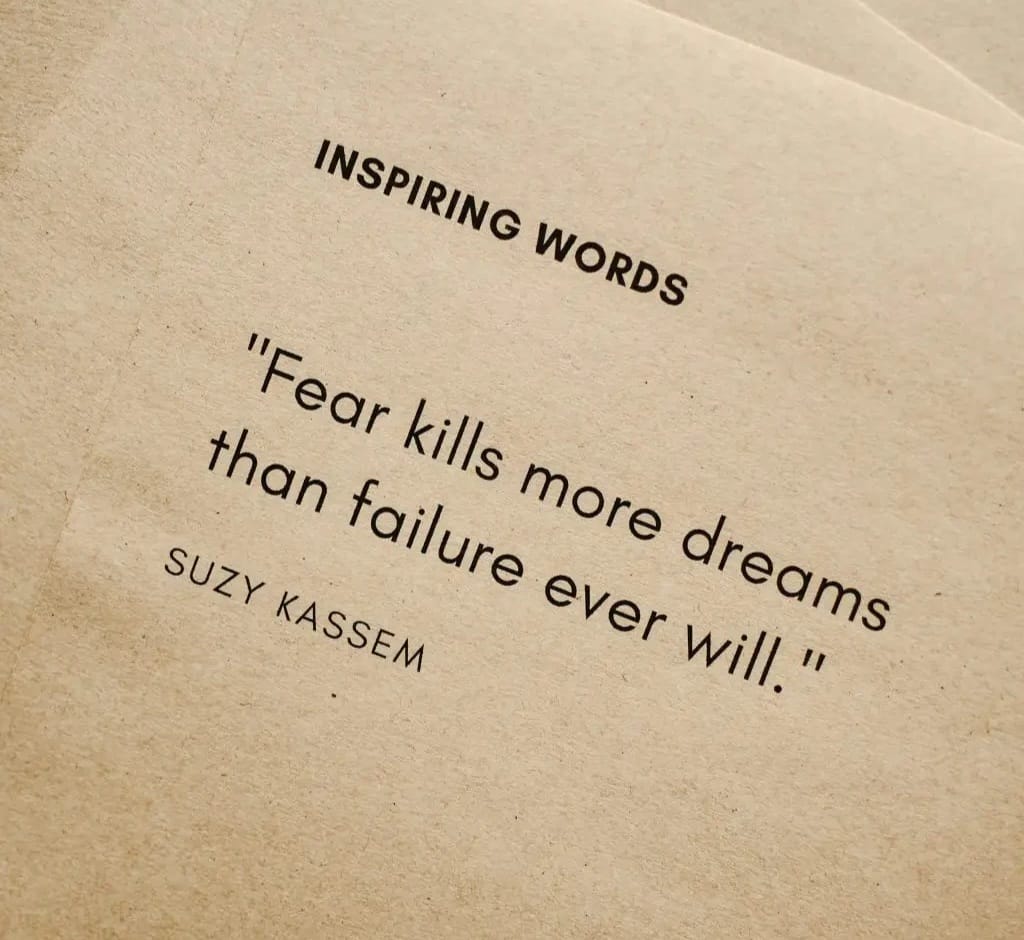 INSPIRING WORDS
"Fear kills more dreams
than failure ever will."
SUZY KASSEM